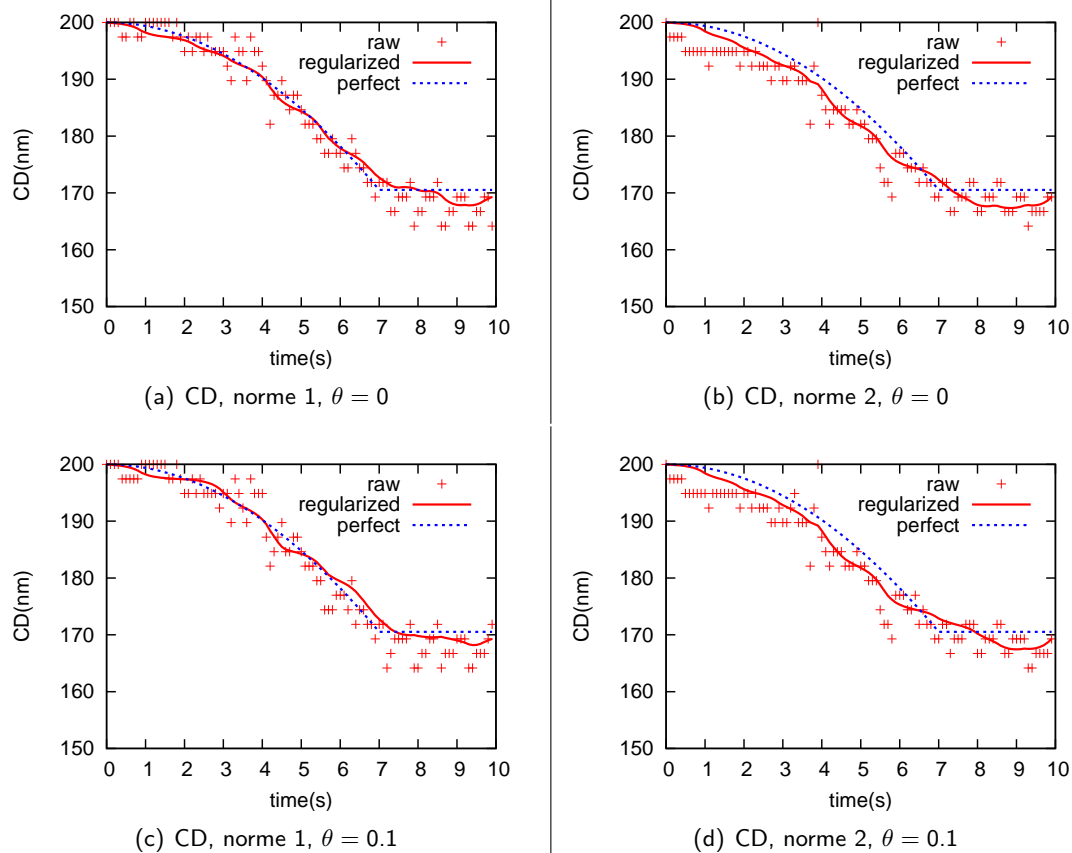 200
190
180
170
160
150
CD(nm)
0 1 2 3 4 5 6 7 8 9 10
time(s)
raw
regularized
perfect
(a) CD, norme 1, θ = 0
200
190
180
170
160
150
CD(nm)
0 1 2 3 4 5 6 7 8 9 10
time(s)
raw
regularized
perfect
(b) CD, norme 2, θ = 0
200
190
180
170
160
150
CD(nm)
0 1 2 3 4 5 6 7 8 9 10
time(s)
raw
regularized
perfect
(c) CD, norme 1, θ = 0.1
200
190
180
170
160
150
CD(nm)
0 1 2 3 4 5 6 7 8 9 10
time(s)
raw
regularized
perfect
(d) CD, norme 2, θ = 0.1